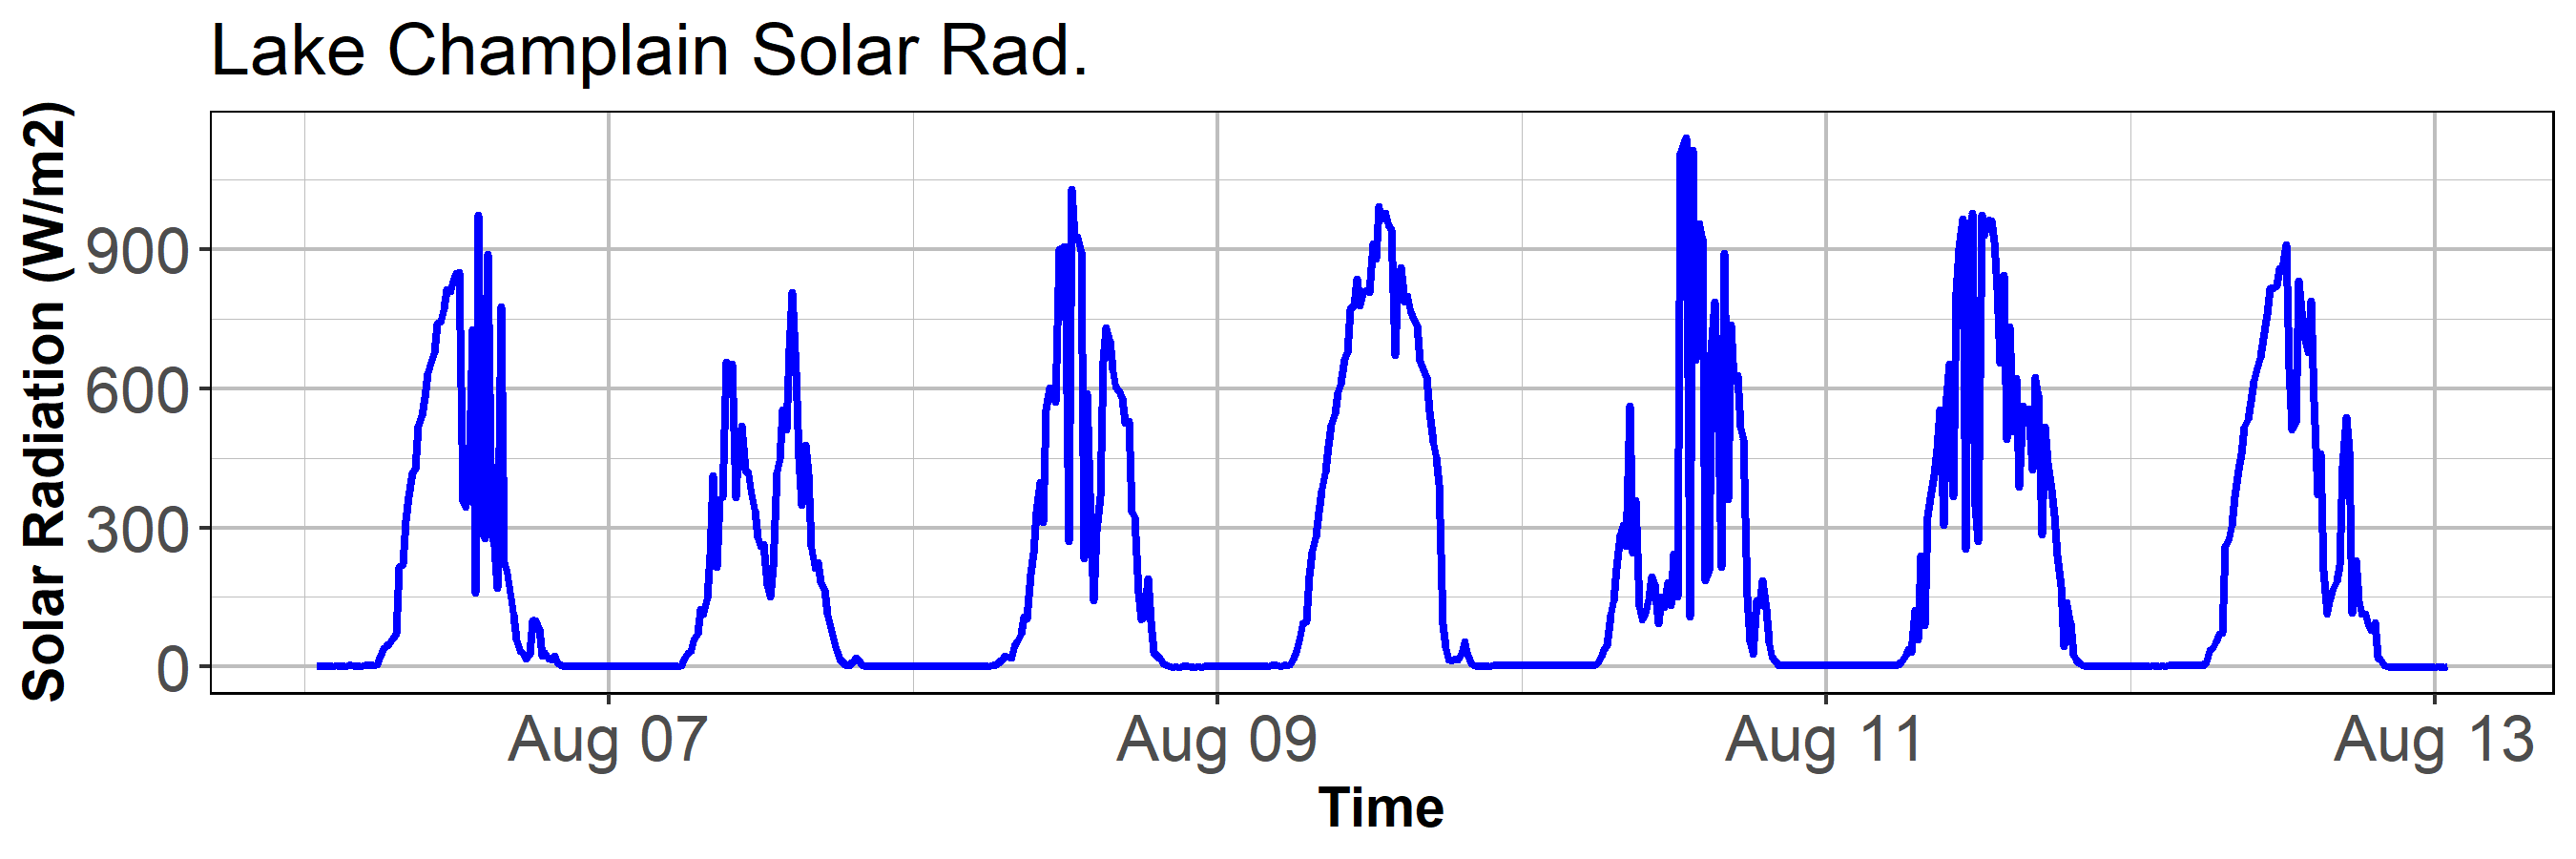 Lake Champlain Solar Rad.
Solar Radiation (W/m2)
900
600
300
0
Aug 07 Aug 09 Aug 11 Aug 13
Time